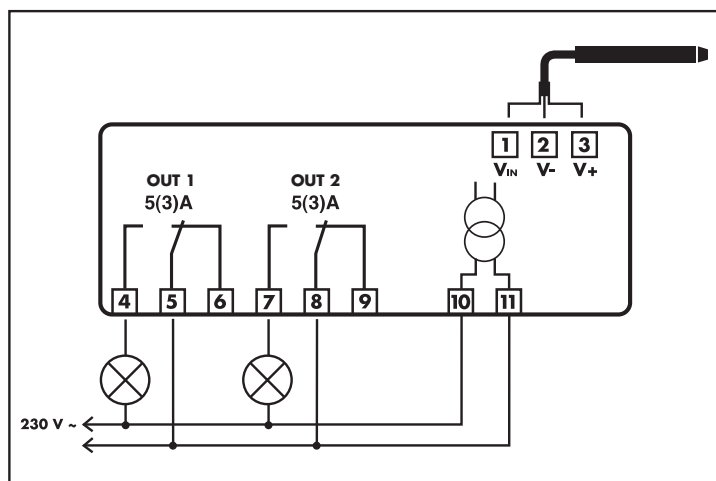 1 2 3
VIN V- V+
OUT 1 OUT 2
5(3)A 5(3)A
4 5 6 7 8 9 10 11
230 V ~